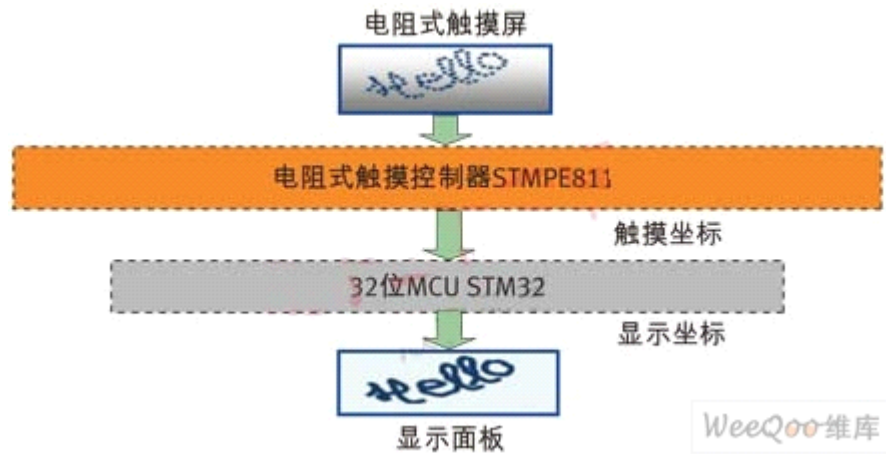 电阻式触摸屏
Hello
电阻式触摸控制器STMPE811
触摸坐标
32位MCU STM32
显示坐标
Hello
显示面板
WeeQoo维库